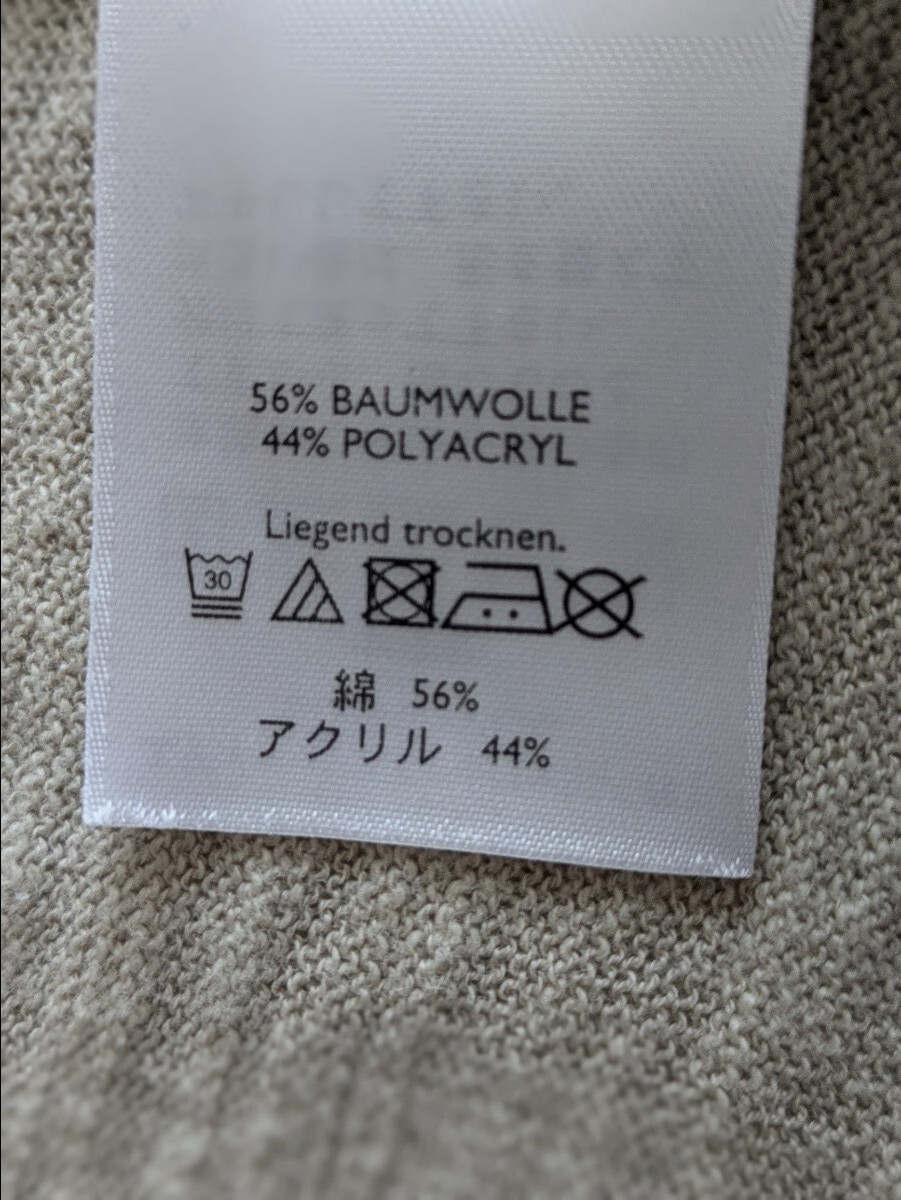 56% BAUMWOLLE
44% POLYACRYL
Liegend trocknen.
30
綿 56%
アクリル 44%